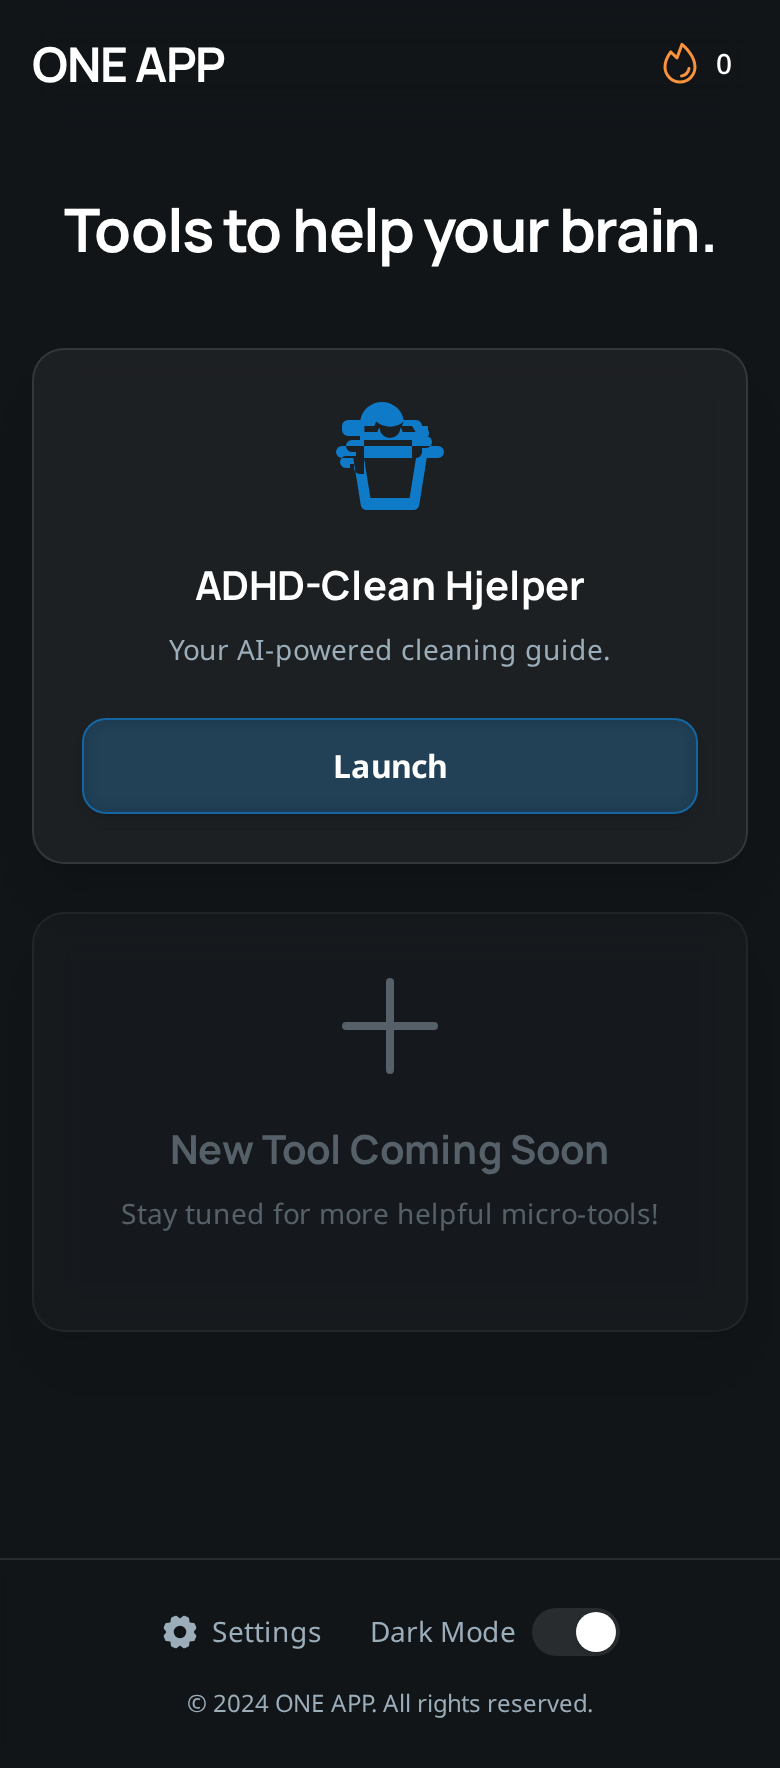 ONE APP
0
Tools to help your brain.
ADHD-Clean Hjelper
Your AI-powered cleaning guide.
Launch
New Tool Coming Soon
Stay tuned for more helpful micro-tools!
Settings Dark Mode
© 2024 ONE APP. All rights reserved.